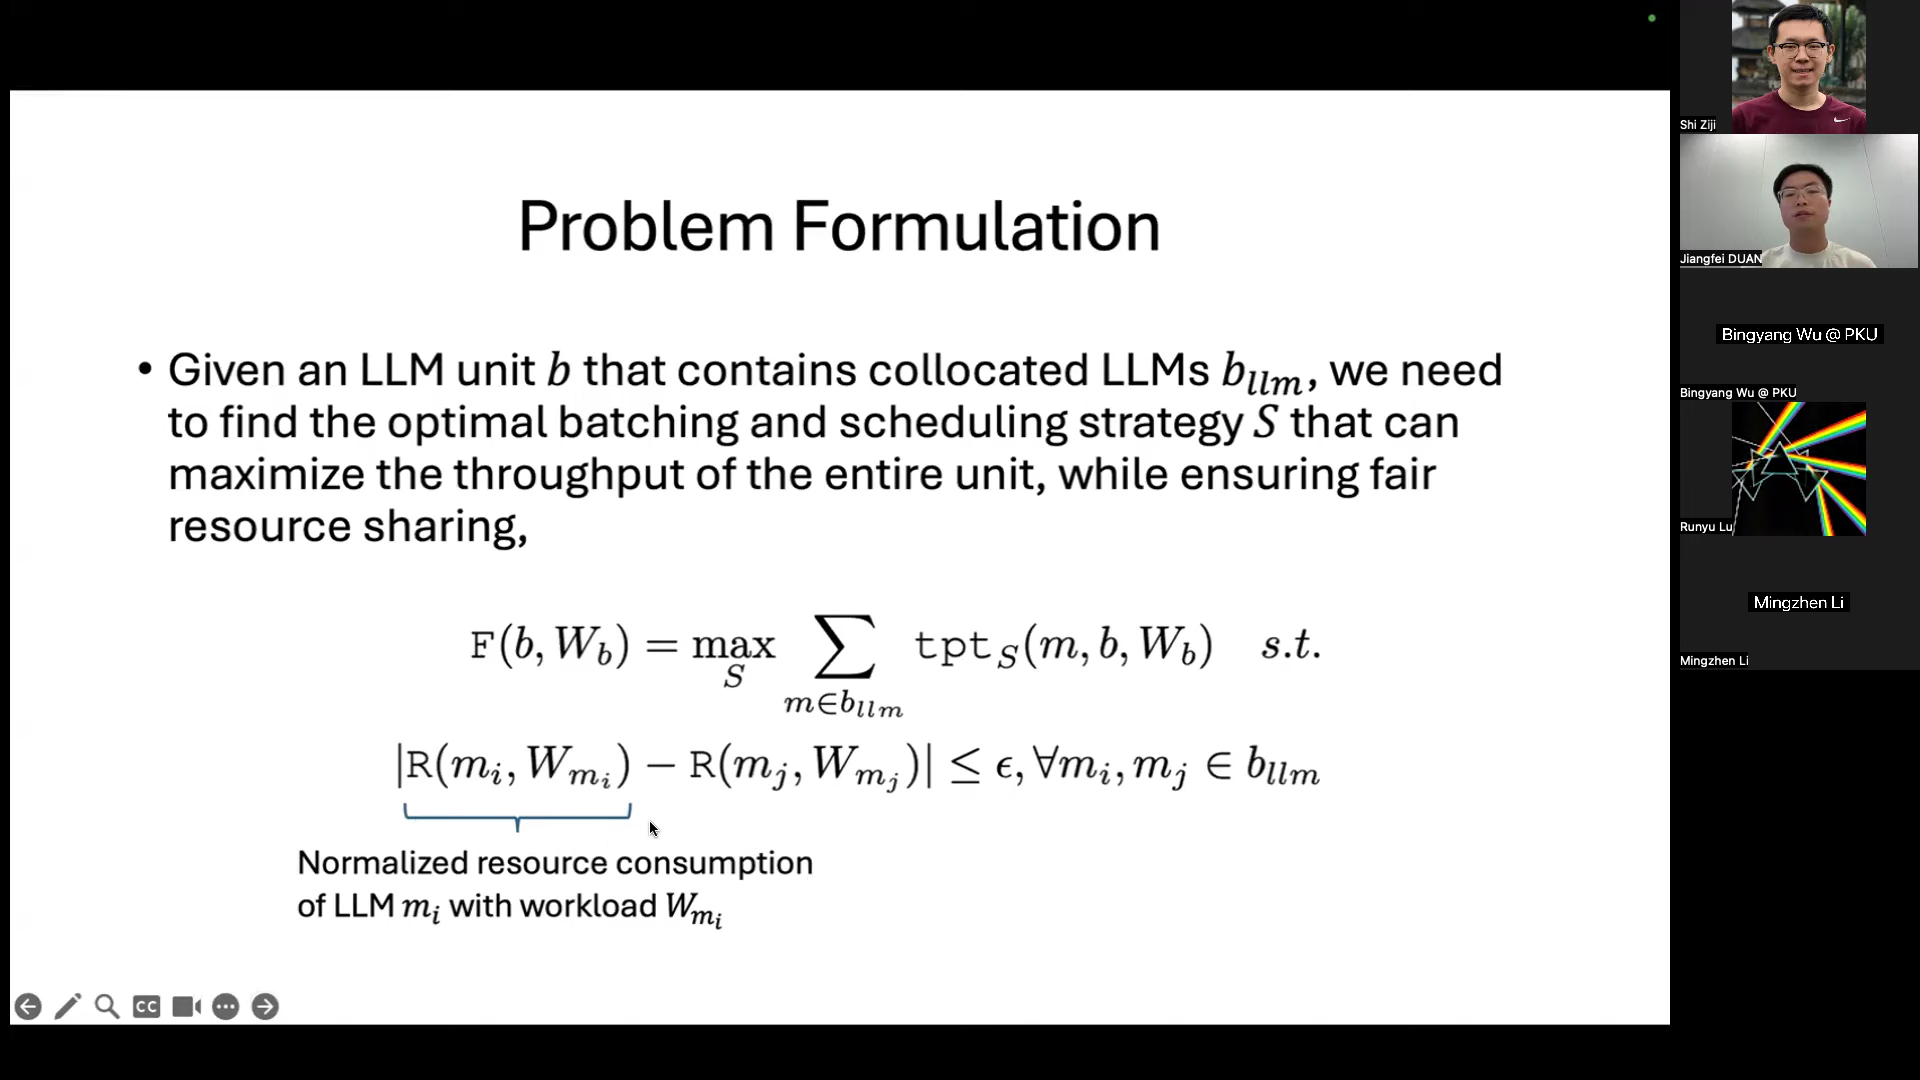 Problem Formulation
• Given an LLM unit b that contains collocated LLMs b_llm, we need
to find the optimal batching and scheduling strategy S that can
maximize the throughput of the entire unit, while ensuring fair
resource sharing,
F(b, W_b) = max_S ∑_{m∈b_llm} tpt_S(m, b, W_b) s.t.
|R(m_i, W_{m_i}) − R(m_j, W_{m_j})| ≤ ϵ, ∀m_i, m_j ∈ b_llm
Normalized resource consumption
of LLM m_i with workload W_{m_i}
CC
Shi Ziji
Jiangfei DUAN
Bingyang Wu @ PKU
Bingyang Wu @ PKU
Runyu Lu
Mingzhen Li
Mingzhen Li